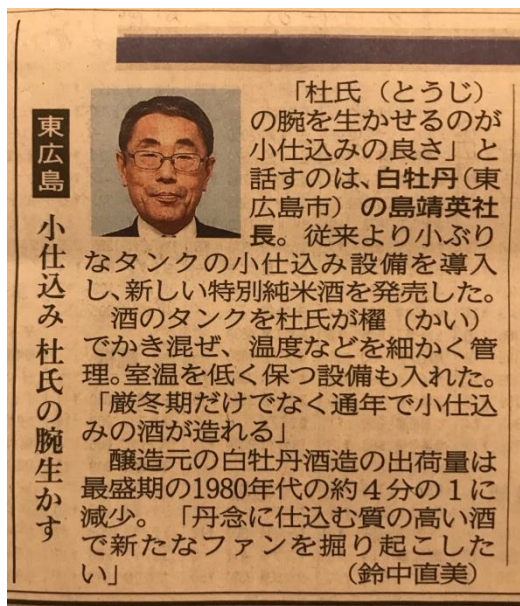 東広島
小仕込み 杜氏の腕生かす
「杜氏（とうじ）
の腕を生かせるのが
小仕込みの良さ」と
話すのは、白牡丹（東
広島市）の島靖英社
長。従来より小ぶり
なタンクの小仕込み設備を導入
し、新しい特別純米酒を発売した。
酒のタンクを杜氏が櫂（かい）
でかき混ぜ、温度などを細かく管
理。室温を低く保つ設備も入れた。
「厳冬期だけでなく通年で小仕込
みの酒が造れる」
醸造元の白牡丹酒造の出荷量は
最盛期の1980年代の約４分の１に
減少。「丹念に仕込む質の高い酒
で新たなファンを掘り起こした
い」（鈴中直美）